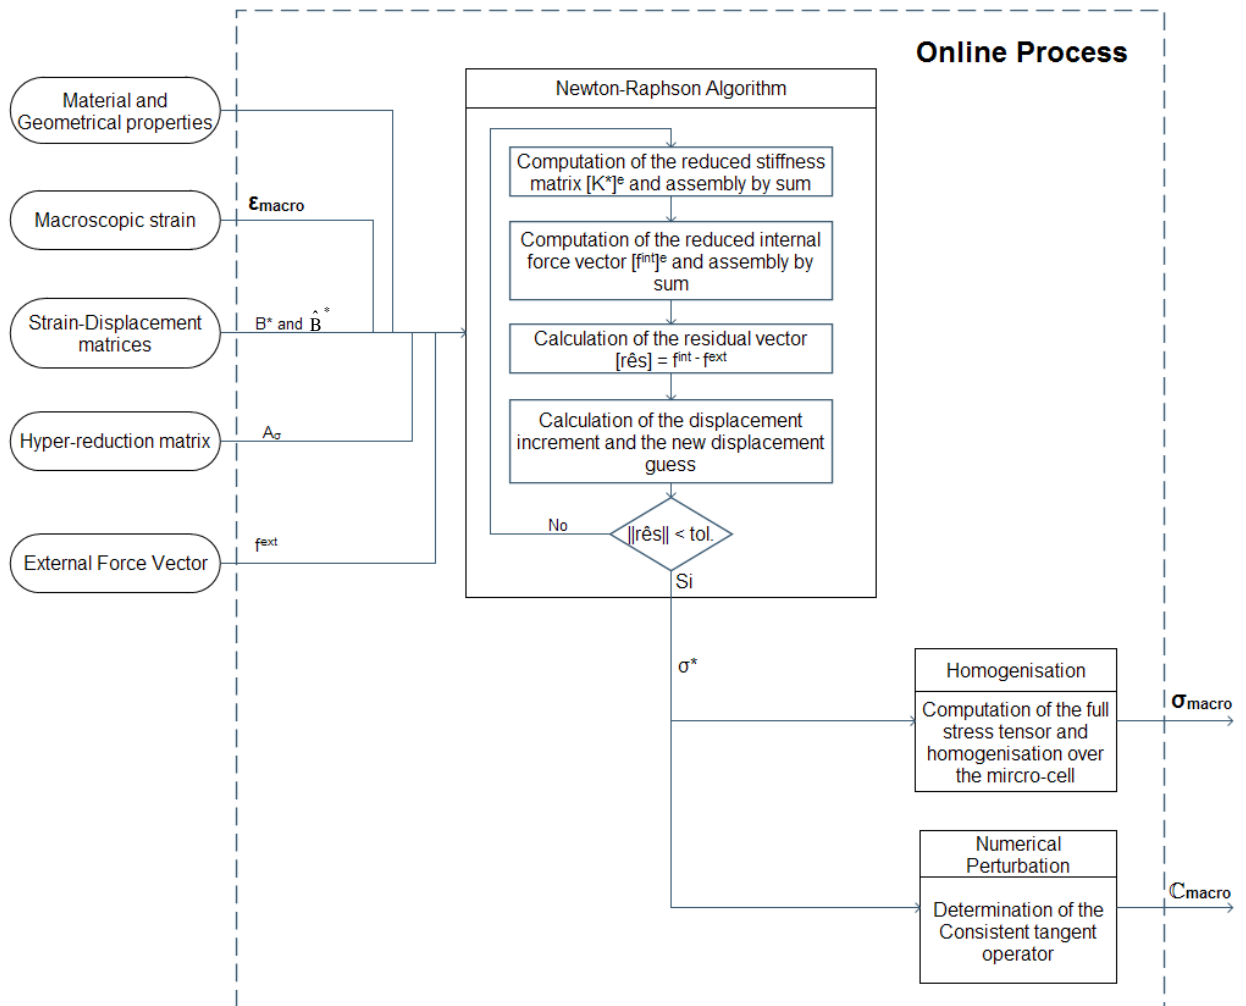 Online Process
Material and
Geometrical properties
Macroscopic strain
εmacro
Strain-Displacement
matrices
B* and B̂*
Hyper-reduction matrix
Aσ
External Force Vector
fext
Newton-Raphson Algorithm
Computation of the reduced stiffness
matrix [K*]e and assembly by sum
Computation of the reduced internal
force vector [fint]e and assembly by
sum
Calculation of the residual vector
[rês] = fint - fext
Calculation of the displacement
increment and the new displacement
guess
No
||rês|| < tol.
Si
σ*
Homogenisation
Computation of the full
stress tensor and
homogenisation over
the mircro-cell
σmacro
Numerical
Perturbation
Determination of the
Consistent tangent
operator
ℂmacro